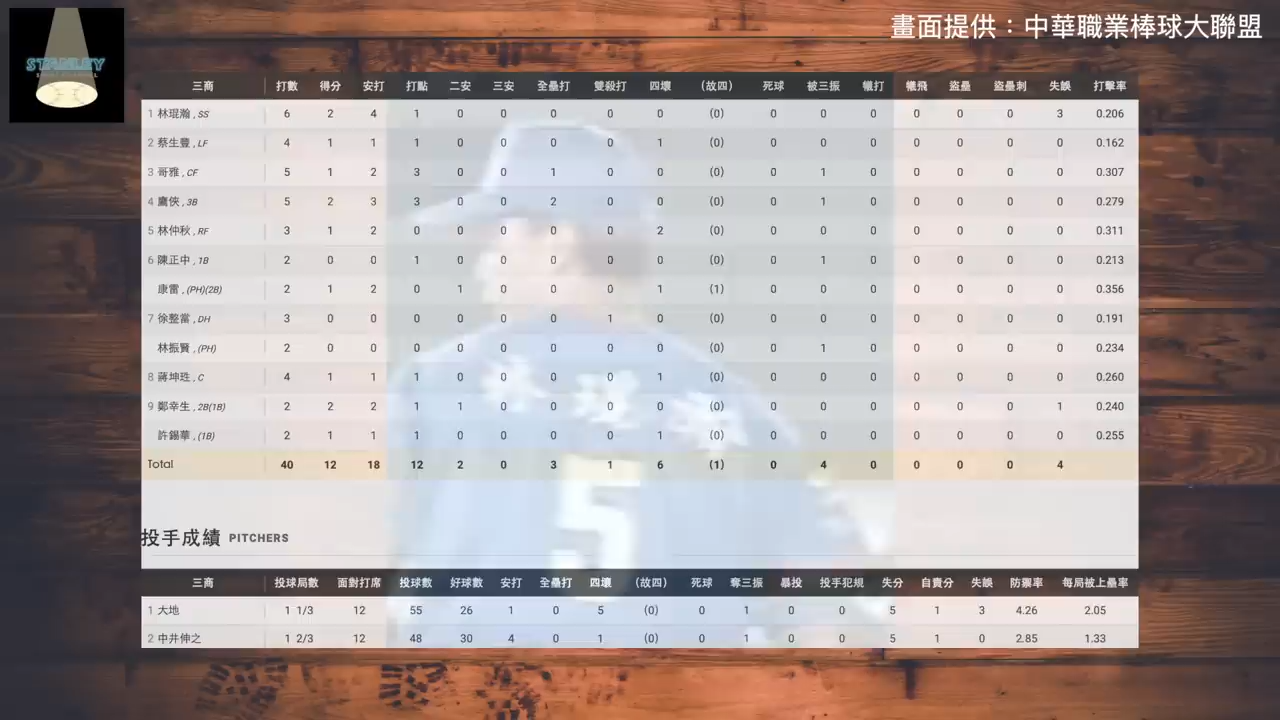 STANLEY
畫面提供：中華職業棒球大聯盟
三商 打數 得分 安打 打點 二安 三安 全壘打 雙殺打 四壞 (故四) 死球 被三振 犧打 犧飛 盜壘 盜壘刺 失誤 打擊率
1 林琨瀚 , SS 6 2 4 1 0 0 0 0 0 (0) 0 0 0 0 0 0 3 0.206
2 蔡生豐 , LF 4 1 1 1 0 0 0 0 1 (0) 0 0 0 0 0 0 0 0.162
3 哥雅 , CF 5 1 2 3 0 0 1 0 0 (0) 0 1 0 0 0 0 0 0.307
4 鷹俠 , 3B 5 2 3 3 0 0 2 0 0 (0) 0 1 0 0 0 0 0 0.279
5 林仲秋 , RF 3 1 2 0 0 0 0 0 2 (0) 0 0 0 0 0 0 0 0.311
6 陳正中 , 1B 2 0 0 1 0 0 0 0 0 (0) 0 1 0 0 0 0 0 0.213
康雷 , (PH)(2B) 2 1 2 0 1 0 0 0 1 (1) 0 0 0 0 0 0 0 0.356
7 徐整當 , DH 3 0 0 0 0 0 0 1 0 (0) 0 0 0 0 0 0 0 0.191
林振賢 , (PH) 2 0 0 0 0 0 0 0 0 (0) 0 1 0 0 0 0 0 0.234
8 蔣坤珄 , C 4 1 1 1 0 0 0 0 1 (0) 0 0 0 0 0 0 0 0.260
9 鄭幸生 , 2B(1B) 2 2 2 1 1 0 0 0 0 (0) 0 0 0 0 0 0 1 0.240
許錫華 , (1B) 2 1 1 1 0 0 0 0 1 (0) 0 0 0 0 0 0 0 0.255
Total 40 12 18 12 2 0 3 1 6 (1) 0 4 0 0 0 0 4
林琨瀚
5
投手成績 PITCHERS
三商 投球局數 面對打席 投球數 好球數 安打 全壘打 四壞 (故四) 死球 奪三振 暴投 投手犯規 失分 自責分 失誤 防禦率 每局被上壘率
1 大地 1 1/3 12 55 26 1 0 5 (0) 0 1 0 0 5 1 3 4.26 2.05
2 中井伸之 1 2/3 12 48 30 4 0 1 (0) 0 1 0 0 5 1 0 2.85 1.33